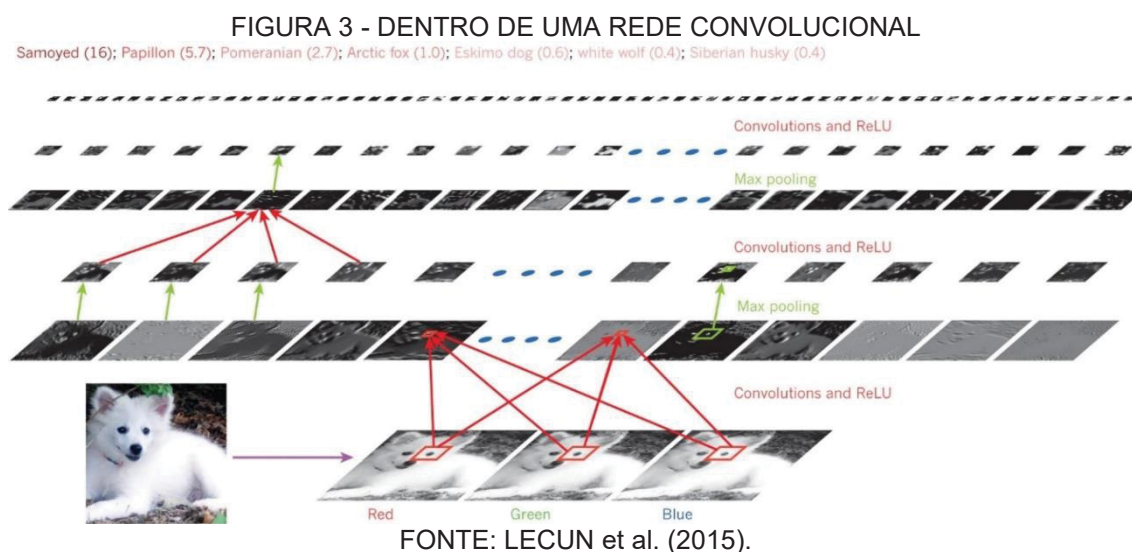 FIGURA 3 - DENTRO DE UMA REDE CONVOLUCIONAL
Samoyed (16); Papillon (5.7); Pomeranian (2.7); Arctic fox (1.0); Eskimo dog (0.6); white wolf (0.4); Siberian husky (0.4)
Convolutions and ReLU
Max pooling
Convolutions and ReLU
Max pooling
Convolutions and ReLU
Red Green Blue
FONTE: LECUN et al. (2015).